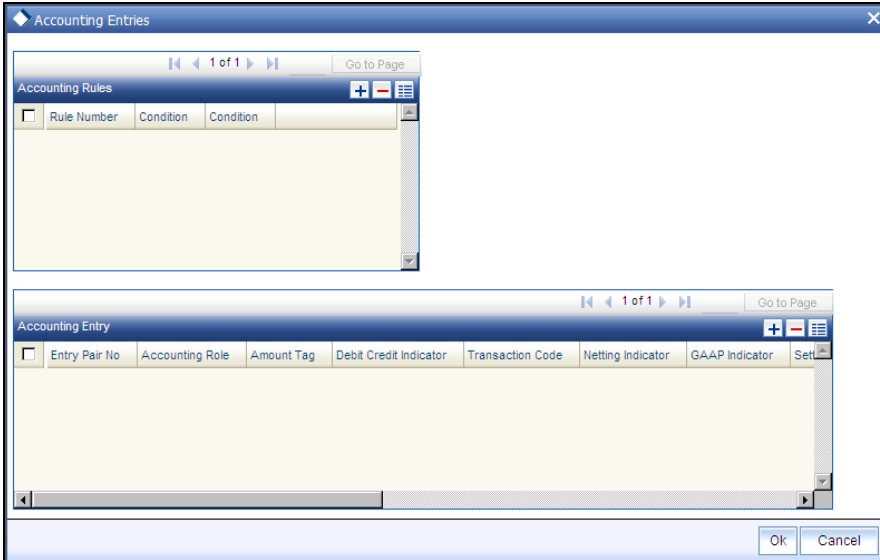 Accounting Entries
1 of 1 Go to Page
Accounting Rules
Rule Number Condition Condition
1 of 1 Go to Page
Accounting Entry
Entry Pair No Accounting Role Amount Tag Debit Credit Indicator Transaction Code Netting Indicator GAAP Indicator Sett
Ok Cancel